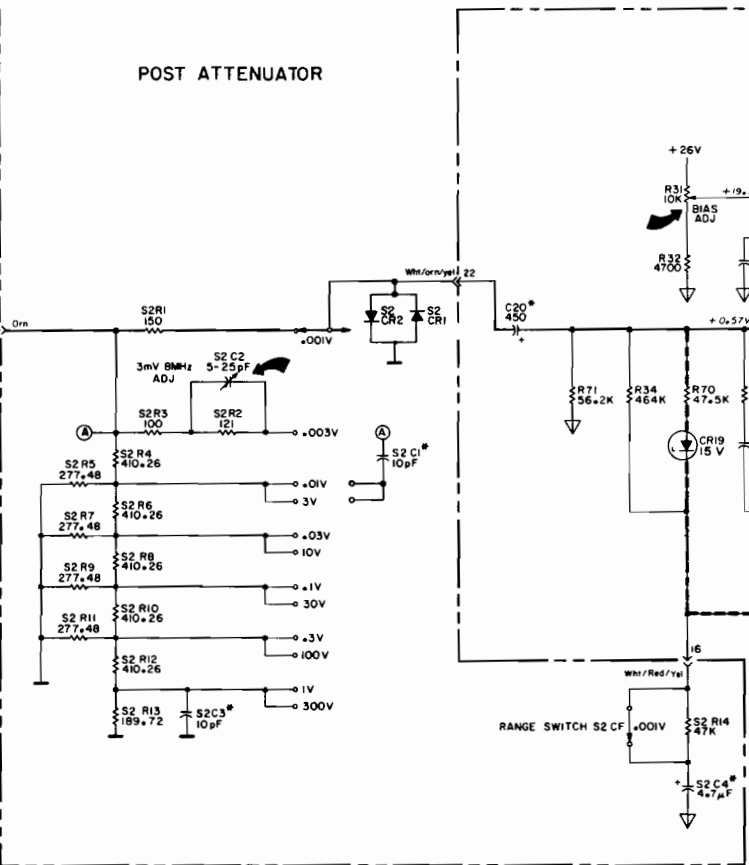 POST ATTENUATOR
+26V
R31
10K
+19.
BIAS
ADJ
R32
4700
Wht/orn/yel 22
C20*
450
+
Orn
S2R1
150
.001V
S2
CR2
S2
CR1
+0.57V
3mV 8MHz
ADJ
S2 C2
5-25pF
R71
56.2K
R34
464K
R70
47.5K
A
S2R3
100
S2R2
121
.003V
A
S2 C1*
10pF
CR19
15 V
S2 R4
410.26
S2 R5
277.48
.01V
3V
S2 R6
410.26
S2 R7
277.48
.03V
10V
S2 R8
410.26
S2 R9
277.48
.1V
30V
S2 R10
410.26
S2 R11
277.48
.3V
100V
S2 R12
410.26
16
Wht/Red/Yel
1V
300V
S2 R13
189.72
S2C3*
10pF
RANGE SWITCH S2 CF
.001V
S2 R14
47K
+
S2 C4*
4.7µF